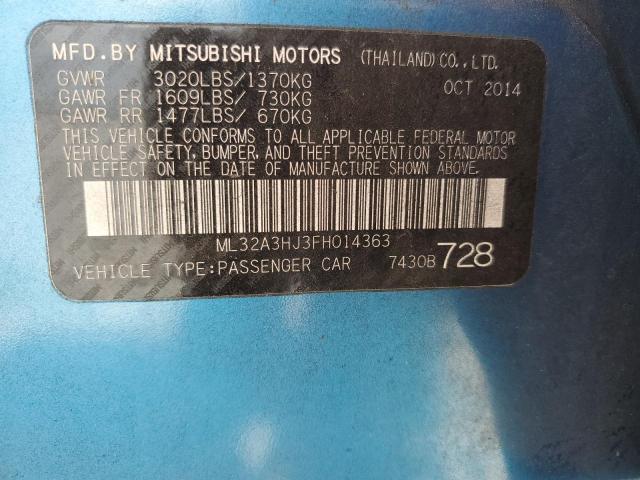 MFD. BY MITSUBISHI MOTORS (THAILAND) CO., LTD.
GVWR 3020LBS/1370KG OCT 2014
GAWR FR 1609LBS/ 730KG
GAWR RR 1477LBS/ 670KG
THIS VEHICLE CONFORMS TO ALL APPLICABLE FEDERAL MOTOR
VEHICLE SAFETY, BUMPER, AND THEFT PREVENTION STANDARDS
IN EFFECT ON THE DATE OF MANUFACTURE SHOWN ABOVE.
ML32A3HJ3FH014363
VEHICLE TYPE:PASSENGER CAR 7430B 728